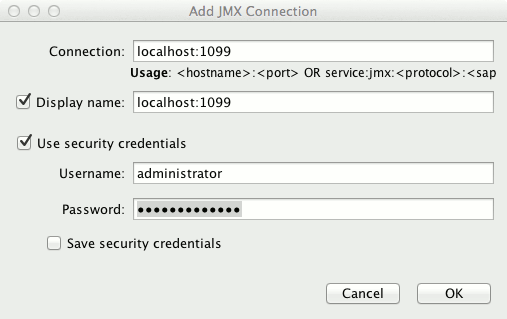 Add JMX Connection
Connection: localhost:1099
Usage: <hostname>:<port> OR service:jmx:<protocol>:<sap
Display name: localhost:1099
Use security credentials
Username: administrator
Password: •••••••••••••
Save security credentials
Cancel OK